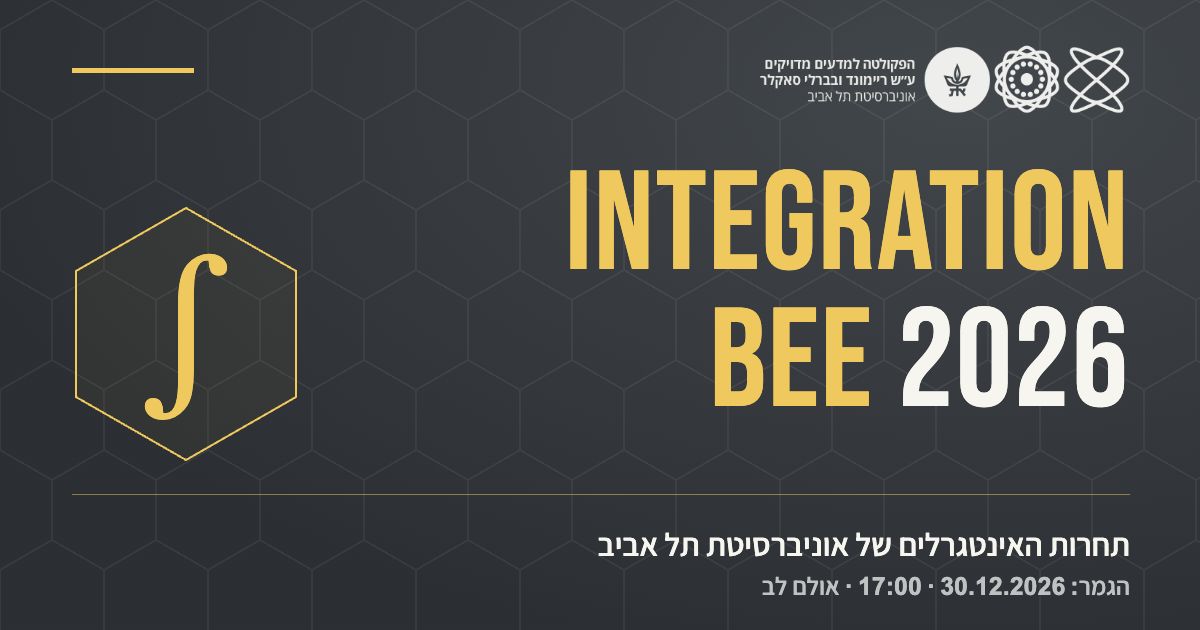 הפקולטה למדעים מדויקים
ע״ש ריימונד ובברלי סאקלר
אוניברסיטת תל אביב
INTEGRATION
BEE 2026
∫
תחרות האינטגרלים של אוניברסיטת תל אביב
הגמר: 30.12.2026 · 17:00 · אולם לב